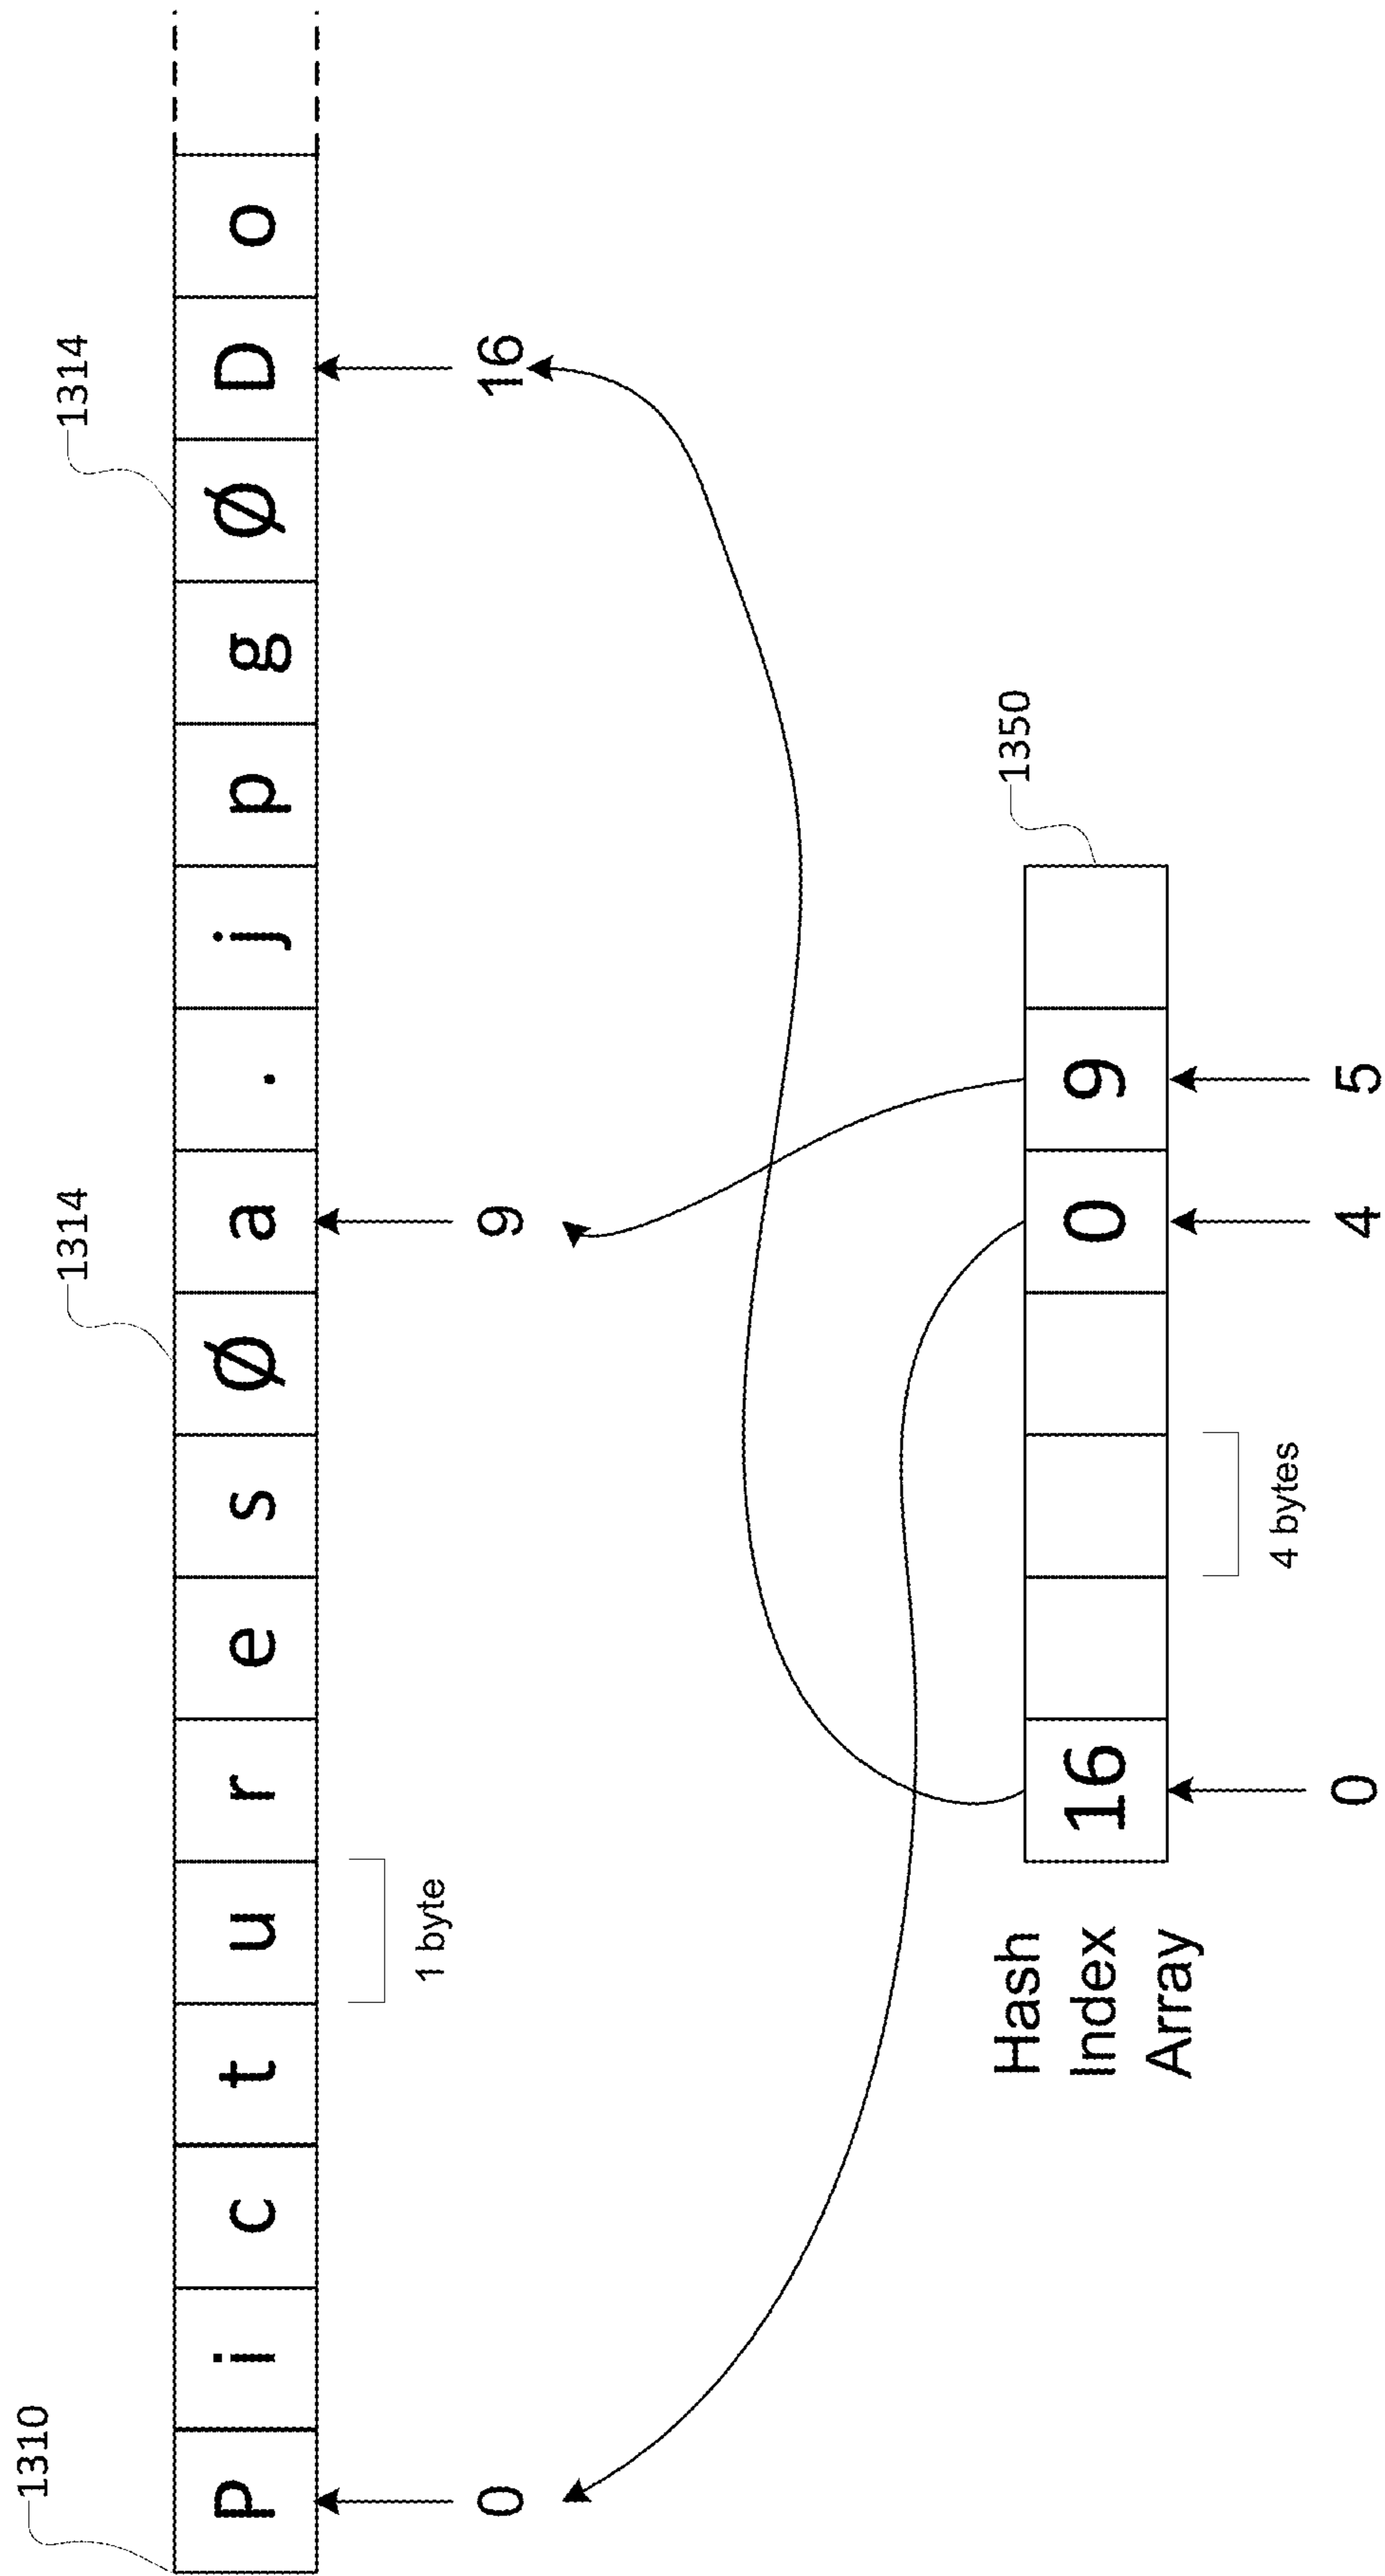 1310
1314
1314
P i c t u r e s Ø a . j p g Ø D o
1 byte
0 9 16
1350
Hash
Index
Array
16 0 9
4 bytes
0 4 5